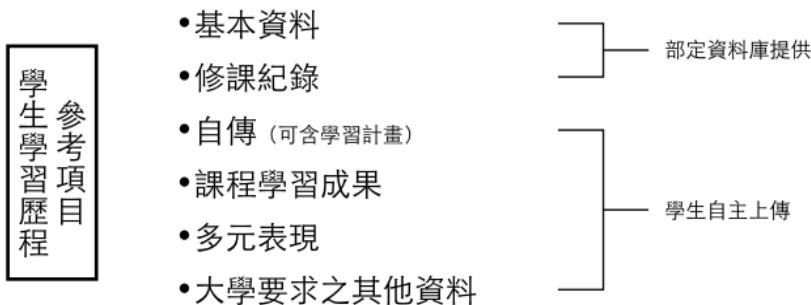 學生學習歷程
參考項目
•基本資料
•修課紀錄
部定資料庫提供
•自傳（可含學習計畫）
•課程學習成果
•多元表現
•大學要求之其他資料
學生自主上傳